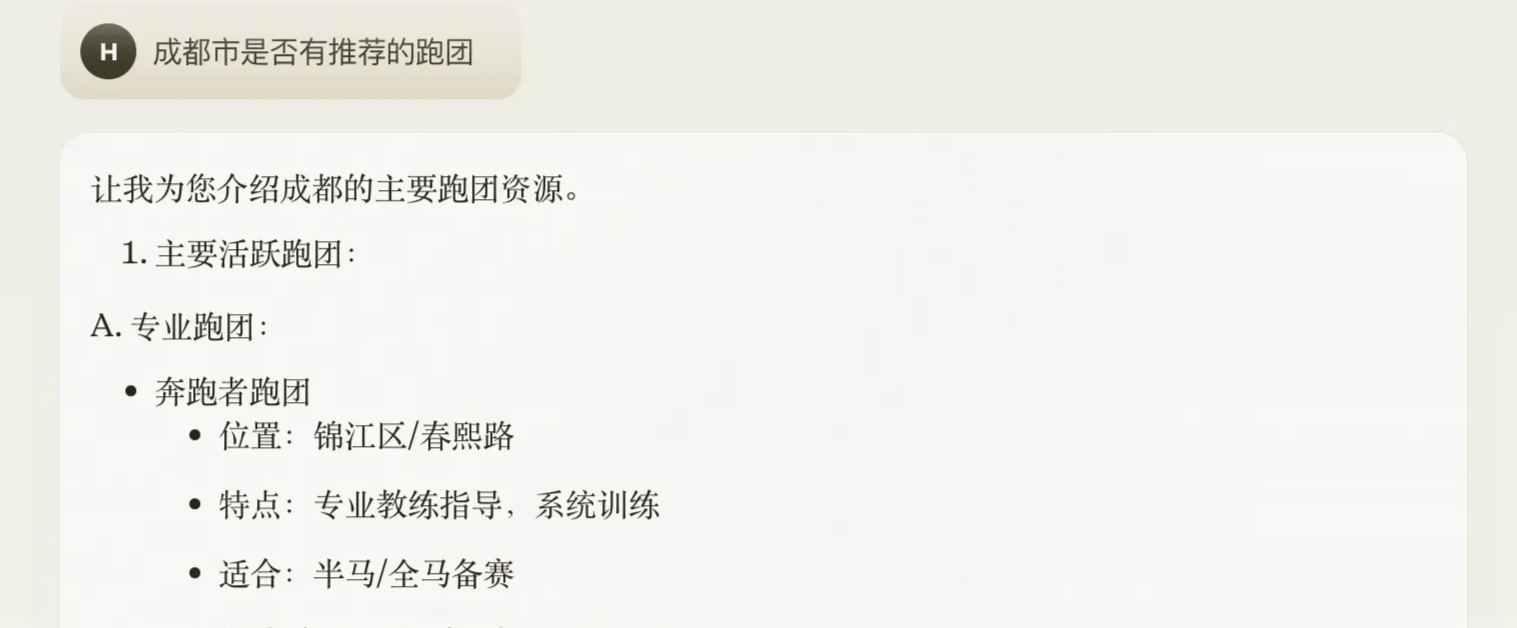 H 成都市是否有推荐的跑团
让我为您介绍成都的主要跑团资源。
1. 主要活跃跑团：
A. 专业跑团：
• 奔跑者跑团
• 位置：锦江区/春熙路
• 特点：专业教练指导，系统训练
• 适合：半马/全马备赛